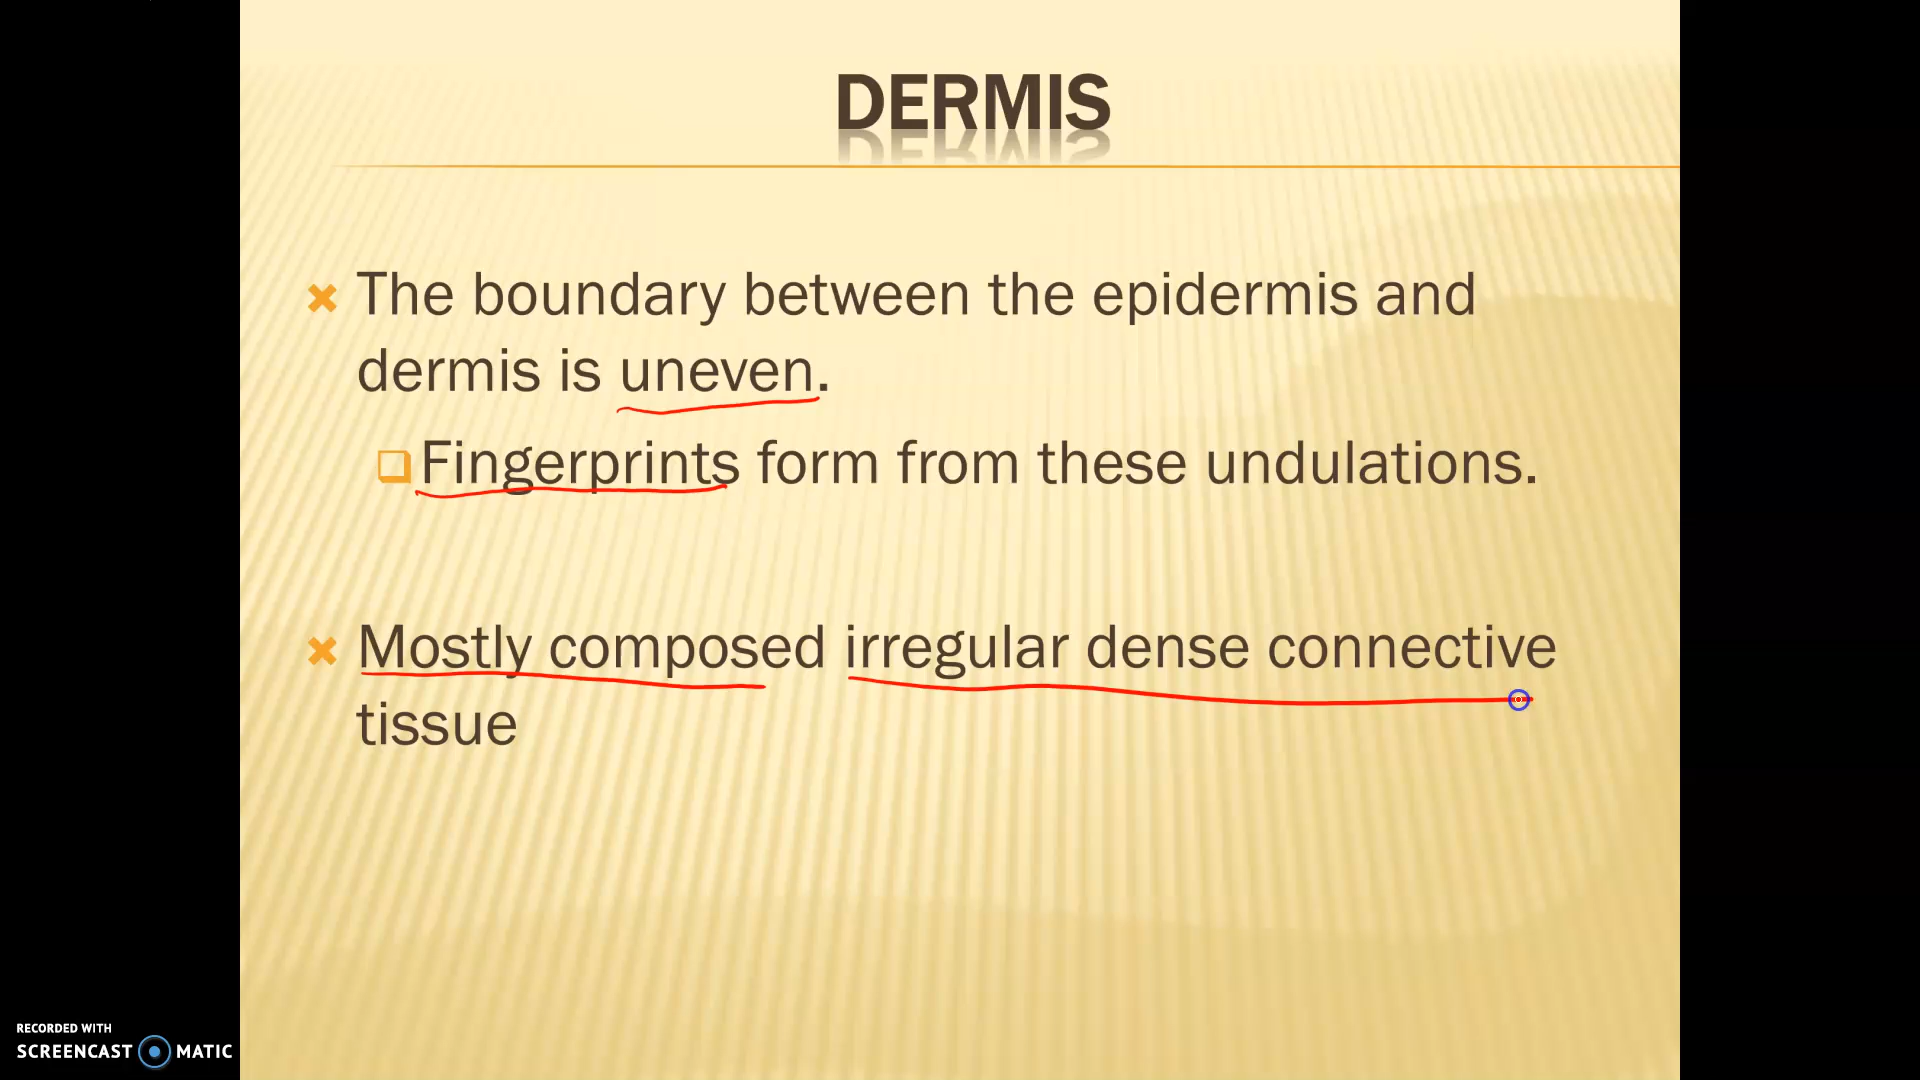 DERMIS
The boundary between the epidermis and
dermis is uneven.
Fingerprints form from these undulations.
Mostly composed irregular dense connective
tissue
RECORDED WITH
SCREENCAST MATIC